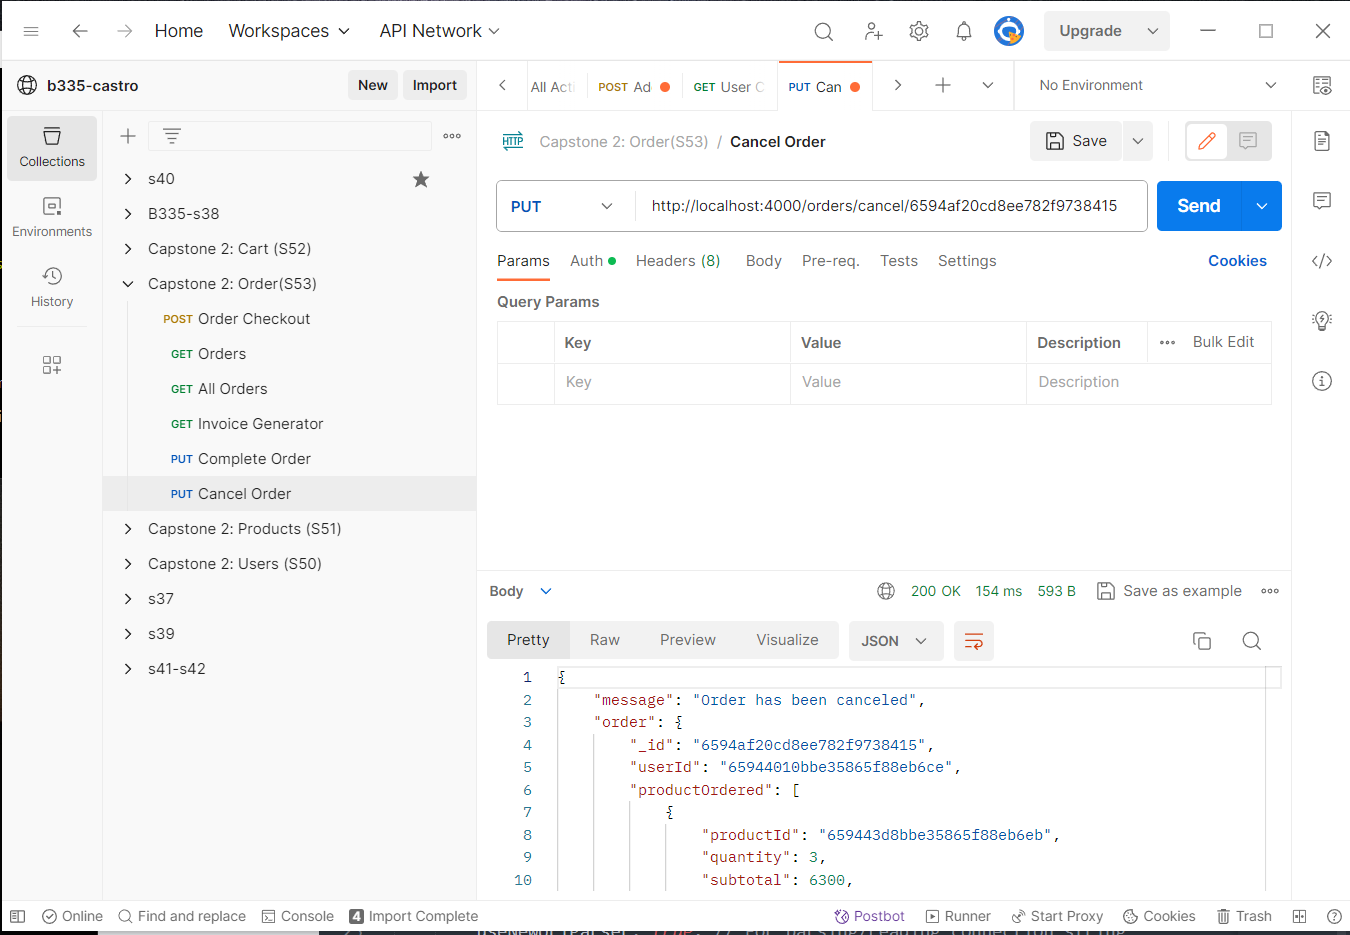 Home Workspaces API Network Upgrade
b335-castro New Import All Act POST Ad GET User C PUT Can No Environment
Collections
Environments
History
s40
B335-s38
Capstone 2: Cart (S52)
Capstone 2: Order(S53)
POST Order Checkout
GET Orders
GET All Orders
GET Invoice Generator
PUT Complete Order
PUT Cancel Order
Capstone 2: Products (S51)
Capstone 2: Users (S50)
s37
s39
s41-s42
HTTP Capstone 2: Order(S53) / Cancel Order Save
PUT http://localhost:4000/orders/cancel/6594af20cd8ee782f9738415 Send
Params Auth Headers (8) Body Pre-req. Tests Settings Cookies
Query Params
Key Value Description Bulk Edit
Key Value Description
Body 200 OK 154 ms 593 B Save as example
Pretty Raw Preview Visualize JSON
1 {
2 "message": "Order has been canceled",
3 "order": {
4 "_id": "6594af20cd8ee782f9738415",
5 "userId": "65944010bbe35865f88eb6ce",
6 "productOrdered": [
7 {
8 "productId": "659443d8bbe35865f88eb6eb",
9 "quantity": 3,
10 "subtotal": 6300,
Online Find and replace Console 4 Import Complete Postbot Runner Start Proxy Cookies Trash